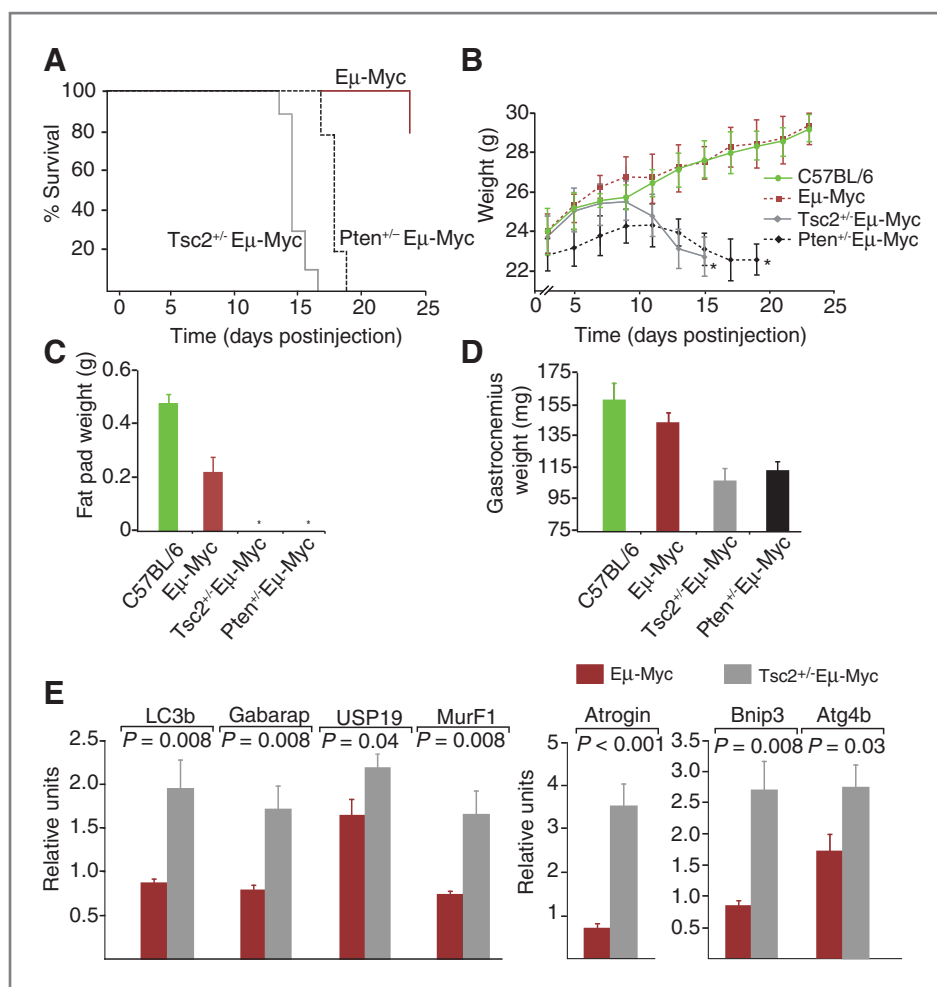 A
Eμ-Myc
100
80
60
40
20
% Survival
Tsc2+/- Eμ-Myc
Pten+/- Eμ-Myc
0 5 10 15 20 25
Time (days postinjection)
B
30
28
26
24
22
Weight (g)
C57BL/6
Eμ-Myc
Tsc2+/-Eμ-Myc
Pten+/-Eμ-Myc
*
*
0 5 10 15 20 25
Time (days postinjection)
C
0.6
0.4
0.2
0
Fat pad weight (g)
* *
C57BL/6
Eμ-Myc
Tsc2+/-Eμ-Myc
Pten+/-Eμ-Myc
D
175
155
135
115
95
75
Gastrocnemius
weight (mg)
C57BL/6
Eμ-Myc
Tsc2+/-Eμ-Myc
Pten+/-Eμ-Myc
E
Eμ-Myc
Tsc2+/-Eμ-Myc
LC3b Gabarap USP19 MurF1
P = 0.008 P = 0.008 P = 0.04 P = 0.008
2.5
2.0
1.5
1.0
0.5
Relative units
Atrogin
P < 0.001
5
4
3
2
1
Relative units
Bnip3 Atg4b
P = 0.008 P = 0.03
3.5
3.0
2.5
2.0
1.5
1.0
0.5